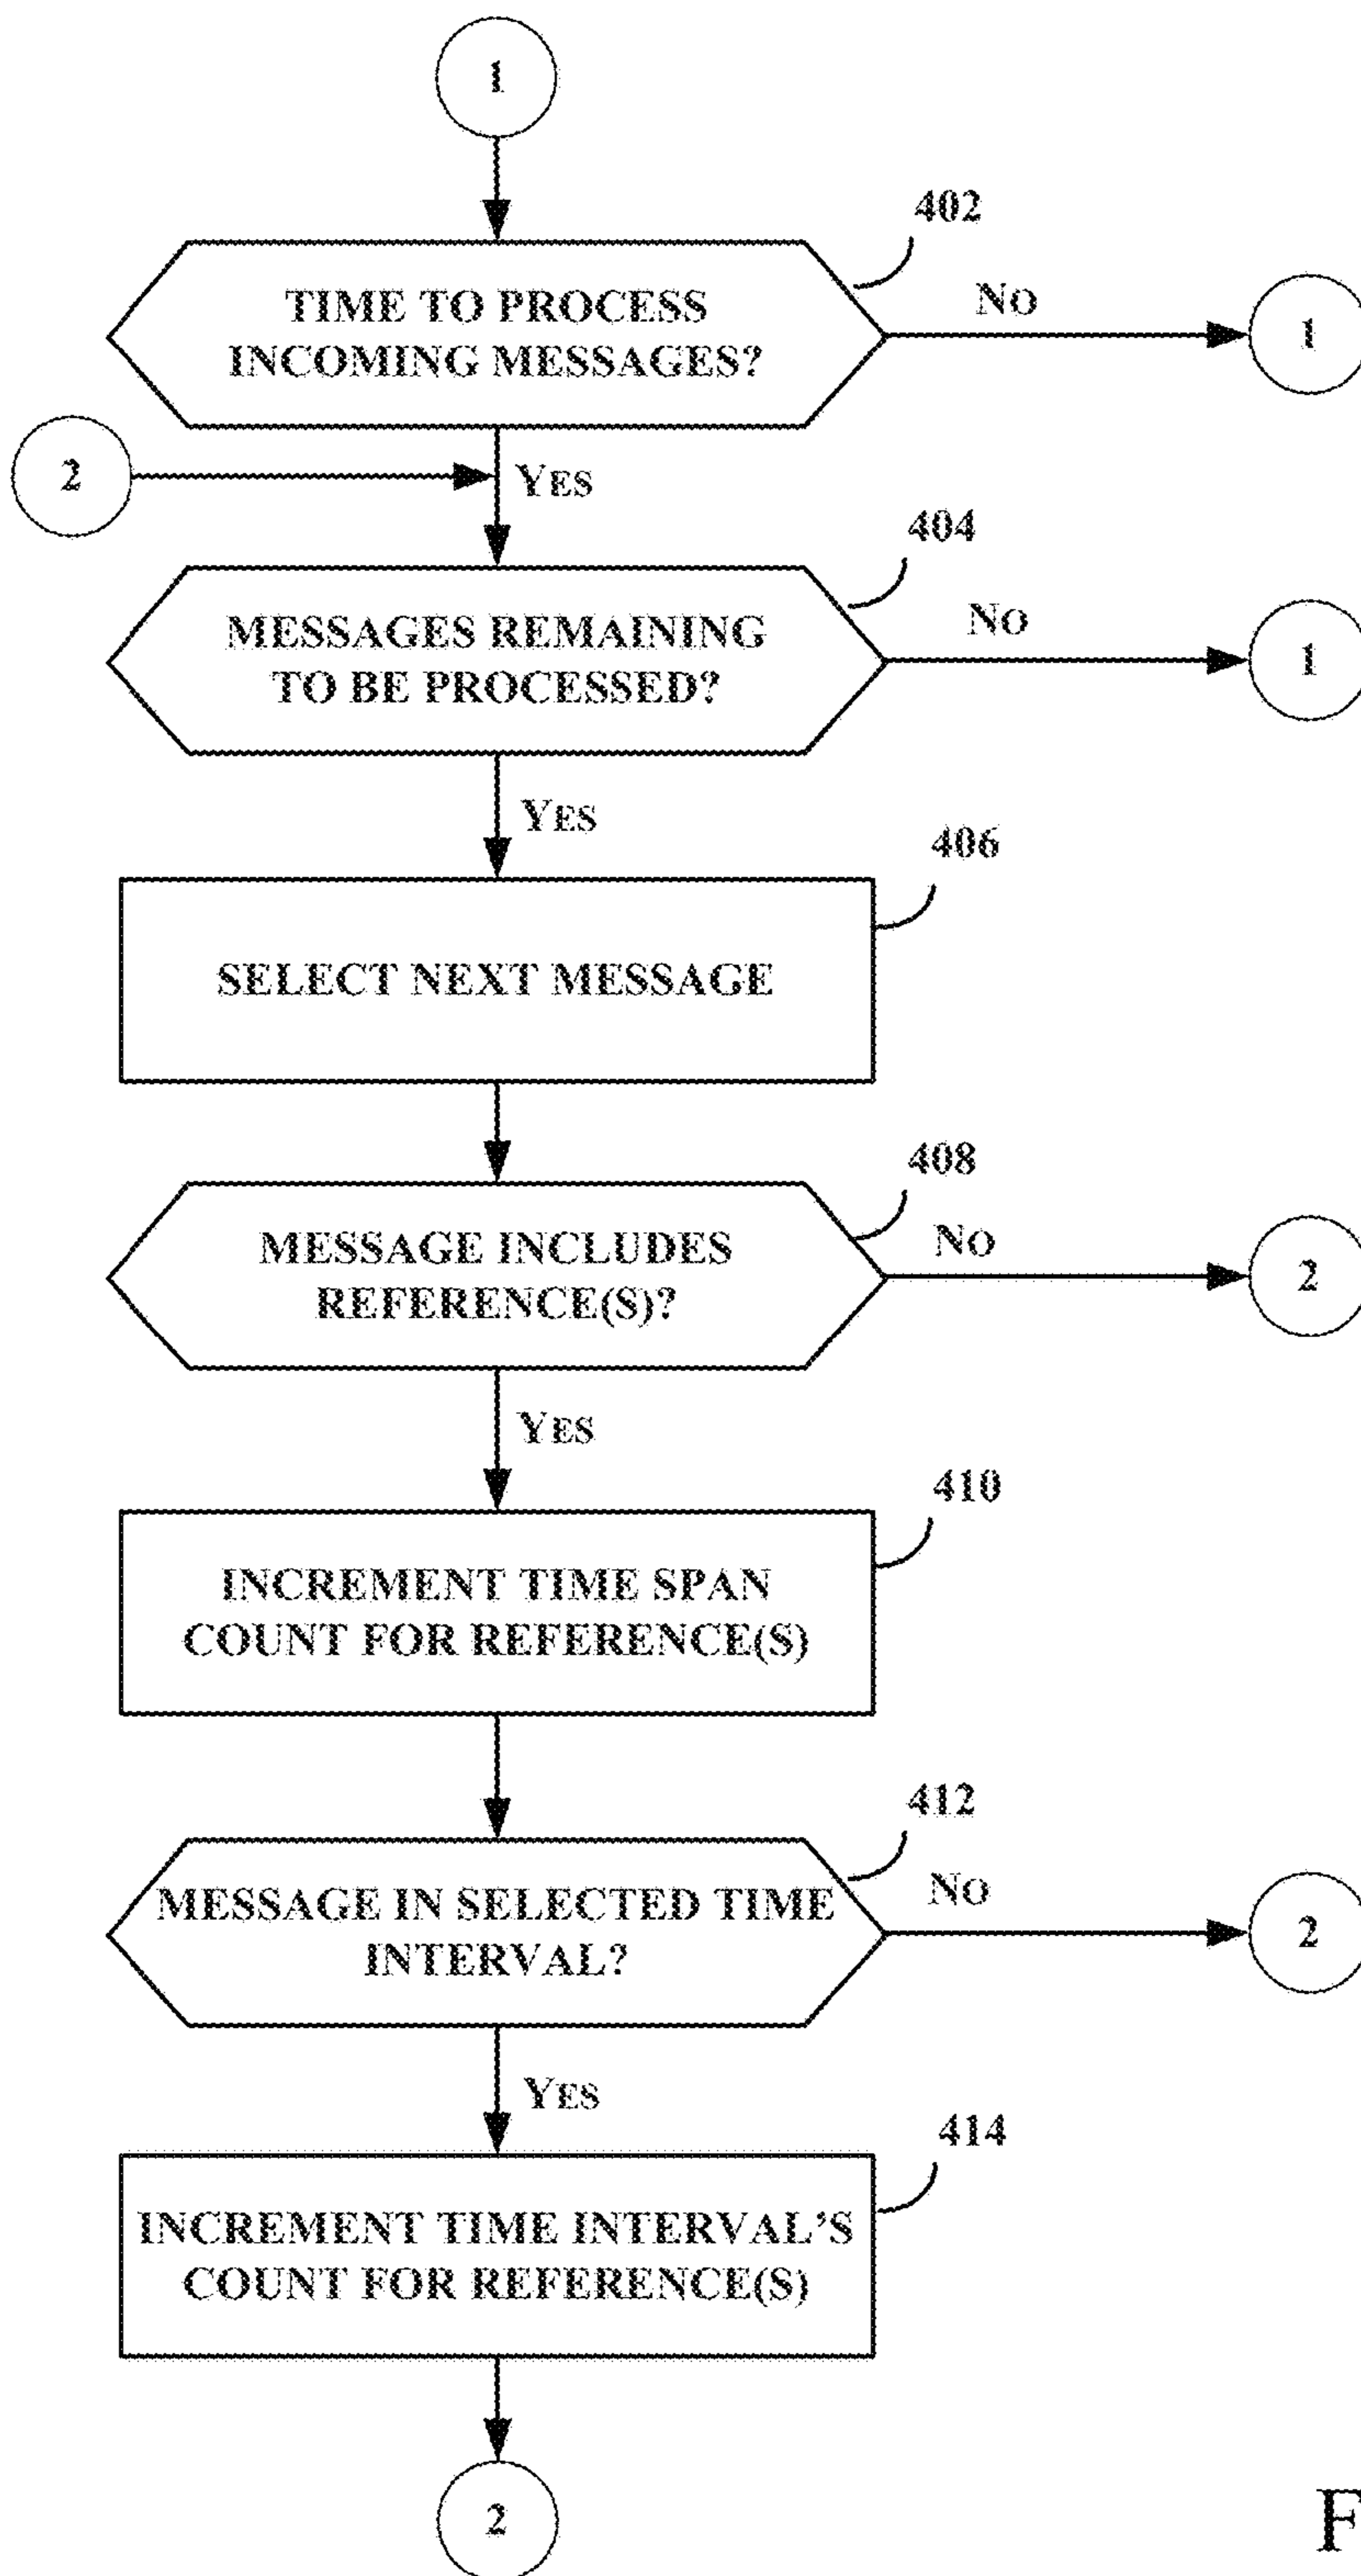 1
402
TIME TO PROCESS
INCOMING MESSAGES?
NO
1
2
YES
404
MESSAGES REMAINING
TO BE PROCESSED?
NO
1
YES
406
SELECT NEXT MESSAGE
408
MESSAGE INCLUDES
REFERENCE(S)?
NO
2
YES
410
INCREMENT TIME SPAN
COUNT FOR REFERENCE(S)
412
MESSAGE IN SELECTED TIME
INTERVAL?
NO
2
YES
414
INCREMENT TIME INTERVAL'S
COUNT FOR REFERENCE(S)
2
F